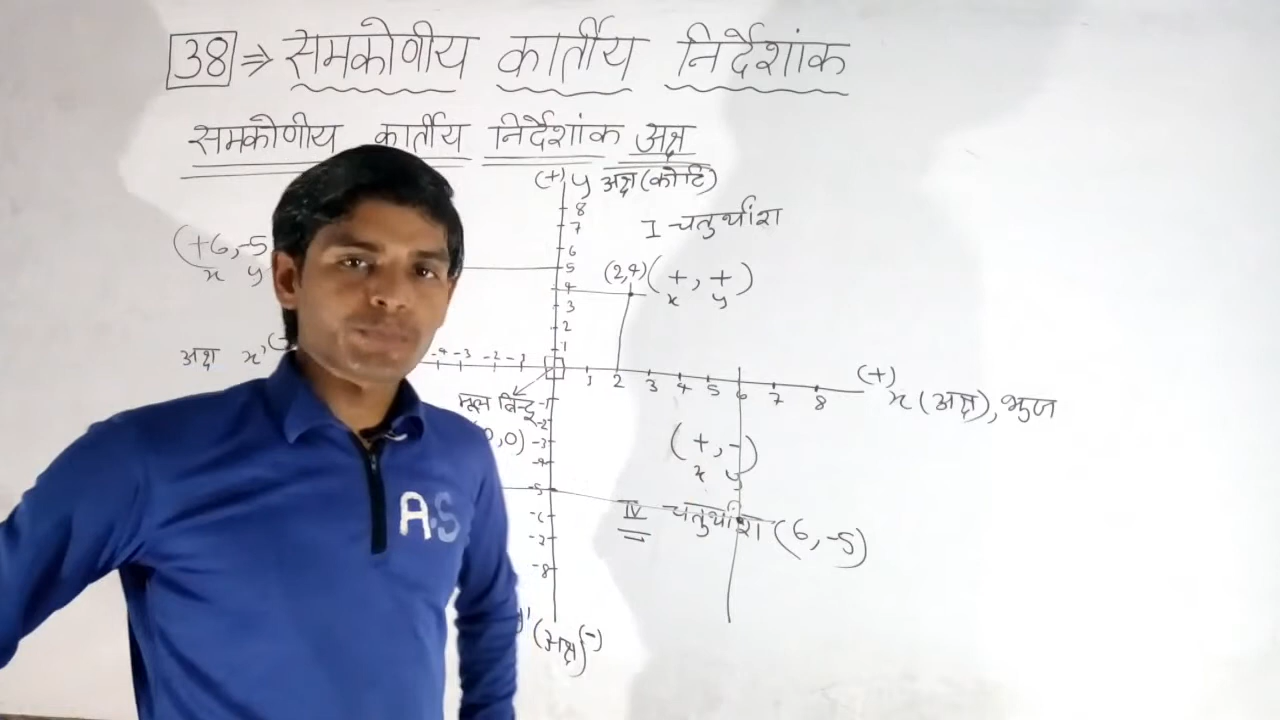 38 ⇒ समकोणीय कार्तीय निर्देशांक
समकोणीय कार्तीय निर्देशांक अक्ष
(+) y अक्ष (कोटि)
I चतुर्थांश
(+6,-5
x y
8
7
6
5
4
3
2
1
(2,4) (+, +)
x y
अक्ष x' (-
-4 -3 -2 -1
1 2 3 4 5 6 7 8
(+)
x (अक्ष), भुज
मूल बिन्दु
0,0)
-1
-2
-3
-4
-5
-6
-7
-8
(+, -)
x y
IV चतुर्थांश (6, -5)
y' (अक्ष) (-)
A.S